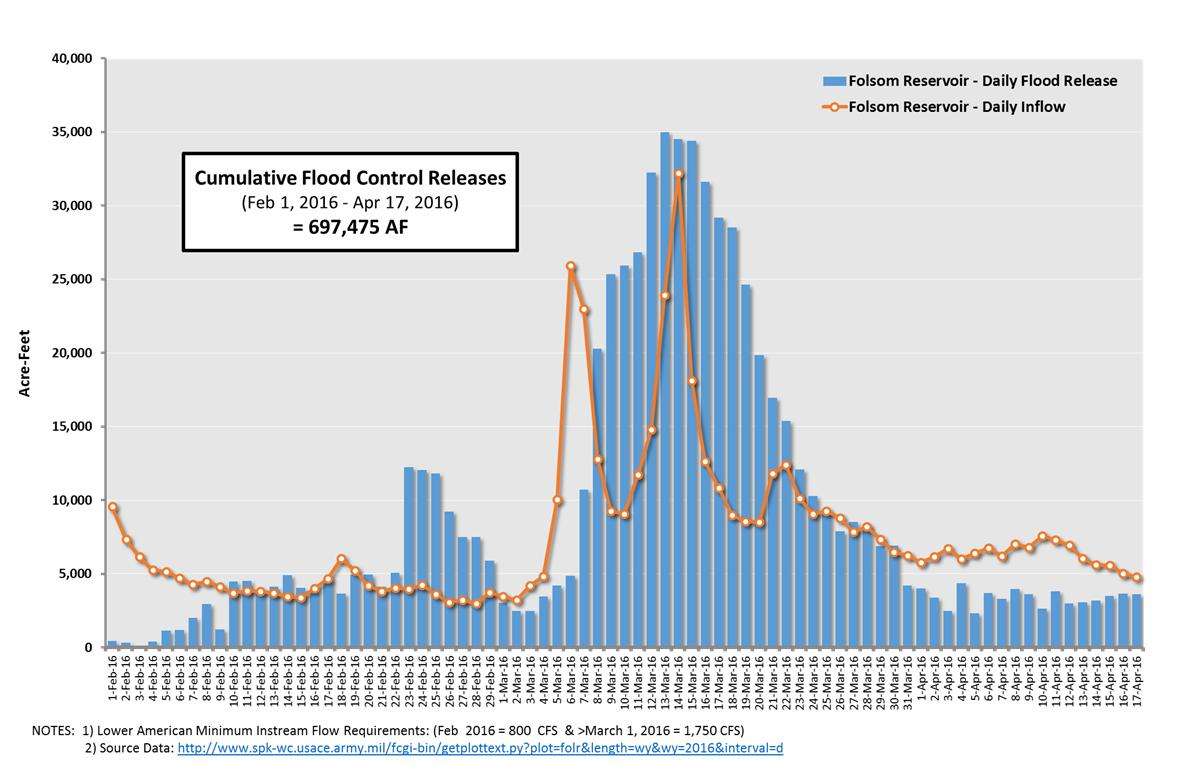 40,000
35,000
30,000
25,000
20,000
15,000
10,000
5,000
0
Acre-Feet
Folsom Reservoir - Daily Flood Release
Folsom Reservoir - Daily Inflow
Cumulative Flood Control Releases
(Feb 1, 2016 - Apr 17, 2016)
= 697,475 AF
1-Feb-16
2-Feb-16
3-Feb-16
4-Feb-16
5-Feb-16
6-Feb-16
7-Feb-16
8-Feb-16
9-Feb-16
10-Feb-16
11-Feb-16
12-Feb-16
13-Feb-16
14-Feb-16
15-Feb-16
16-Feb-16
17-Feb-16
18-Feb-16
19-Feb-16
20-Feb-16
21-Feb-16
22-Feb-16
23-Feb-16
24-Feb-16
25-Feb-16
26-Feb-16
27-Feb-16
28-Feb-16
29-Feb-16
1-Mar-16
2-Mar-16
3-Mar-16
4-Mar-16
5-Mar-16
6-Mar-16
7-Mar-16
8-Mar-16
9-Mar-16
10-Mar-16
11-Mar-16
12-Mar-16
13-Mar-16
14-Mar-16
15-Mar-16
16-Mar-16
17-Mar-16
18-Mar-16
19-Mar-16
20-Mar-16
21-Mar-16
22-Mar-16
23-Mar-16
24-Mar-16
25-Mar-16
26-Mar-16
27-Mar-16
28-Mar-16
29-Mar-16
30-Mar-16
31-Mar-16
1-Apr-16
2-Apr-16
3-Apr-16
4-Apr-16
5-Apr-16
6-Apr-16
7-Apr-16
8-Apr-16
9-Apr-16
10-Apr-16
11-Apr-16
12-Apr-16
13-Apr-16
14-Apr-16
15-Apr-16
16-Apr-16
17-Apr-16
NOTES: 1) Lower American Minimum Instream Flow Requirements: (Feb 2016 = 800 CFS & >March 1, 2016 = 1,750 CFS)
2) Source Data: http://www.spk-wc.usace.army.mil/fcgi-bin/getplottext.py?plot=folr&length=wy&wy=2016&interval=d